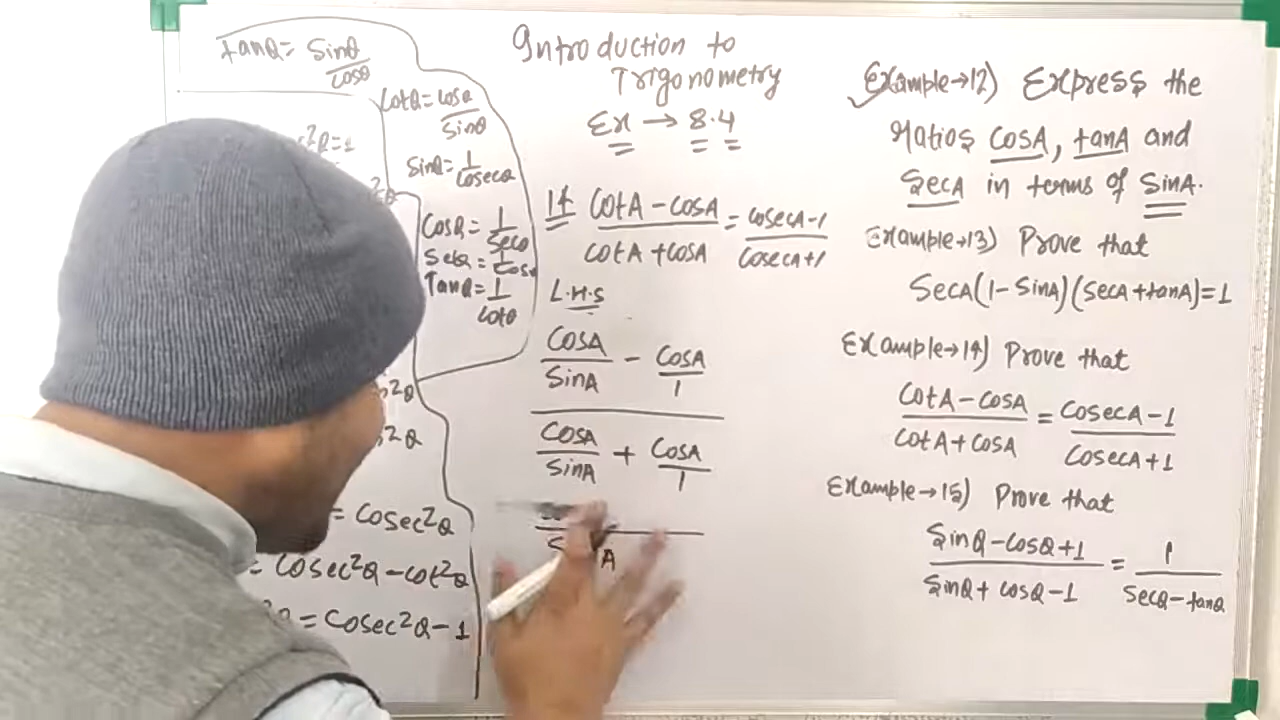 tanθ = sinθ/cosθ
cotθ = cosθ/sinθ
sinθ = 1/cosecθ
cosθ = 1/secθ
secθ = 1/cosθ
Tanθ = 1/cotθ
= cosec²θ
= cosec²θ - cot²θ
= cosec²θ - 1
Introduction to
Trigonometry
Ex → 8.4
14 (cotA - cosA)/(cotA + cosA) = (cosecA - 1)/(cosecA + 1)
L.H.S
cosA/sinA - cosA/1
cosA/sinA + cosA/1
Example → 12) Express the
ratios cosA, tanA and
secA in terms of sinA.
Example → 13) Prove that
secA(1 - sinA)(secA + tanA) = 1
Example → 14) Prove that
(cotA - cosA)/(cotA + cosA) = (cosecA - 1)/(cosecA + 1)
Example → 15) Prove that
(sinθ - cosθ + 1)/(sinθ + cosθ - 1) = 1/(secθ - tanθ)